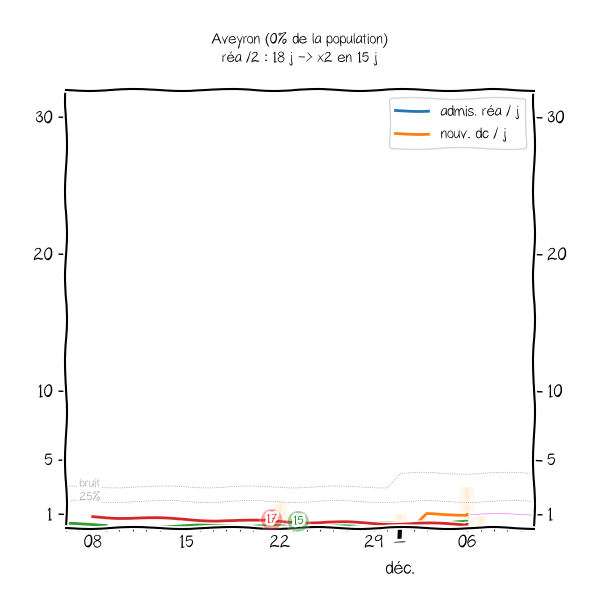 Aveyron (0% de la population)
réa /2 : 18 j -> x2 en 15 j
admis. réa / j
nouv. dc / j
30 30
20 20
10 10
5 5
bruit
25%
1 1
17 15
08 15 22 29 1 06
déc.